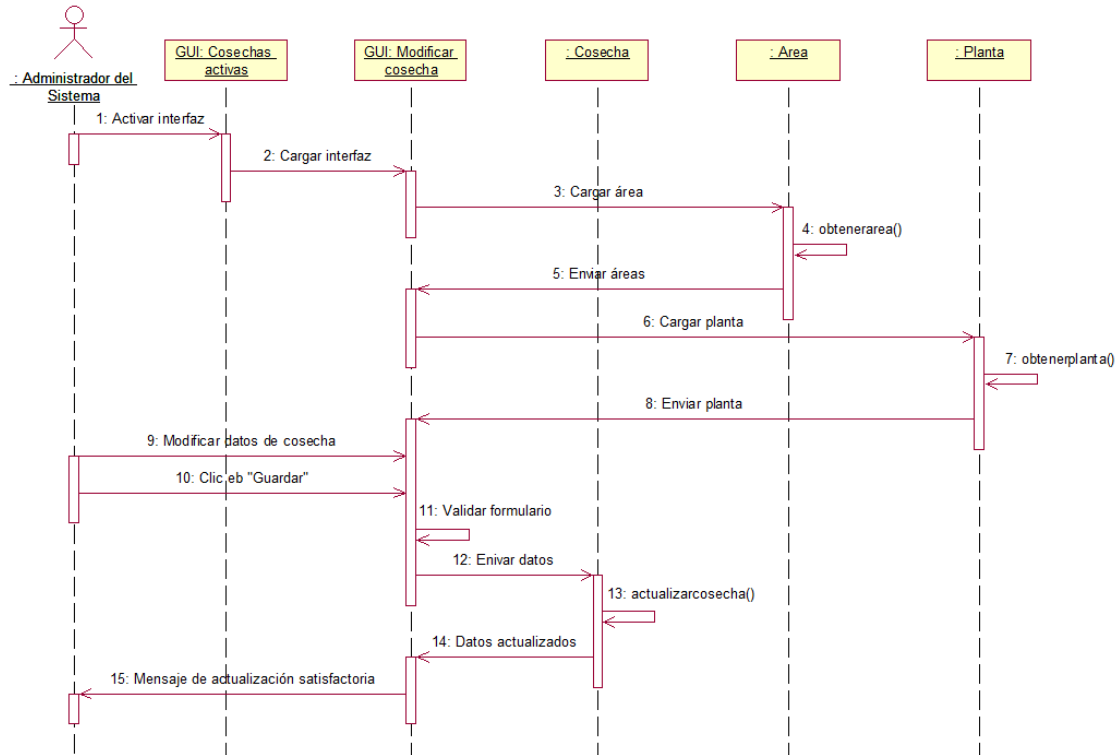 : Administrador del
Sistema
GUI: Cosechas
activas
GUI: Modificar
cosecha
: Cosecha
: Area
: Planta
1: Activar interfaz
2: Cargar interfaz
3: Cargar área
4: obtenerarea()
5: Enviar áreas
6: Cargar planta
7: obtenerplanta()
8: Enviar planta
9: Modificar datos de cosecha
10: Clic eb "Guardar"
11: Validar formulario
12: Enivar datos
13: actualizarcosecha()
14: Datos actualizados
15: Mensaje de actualización satisfactoria